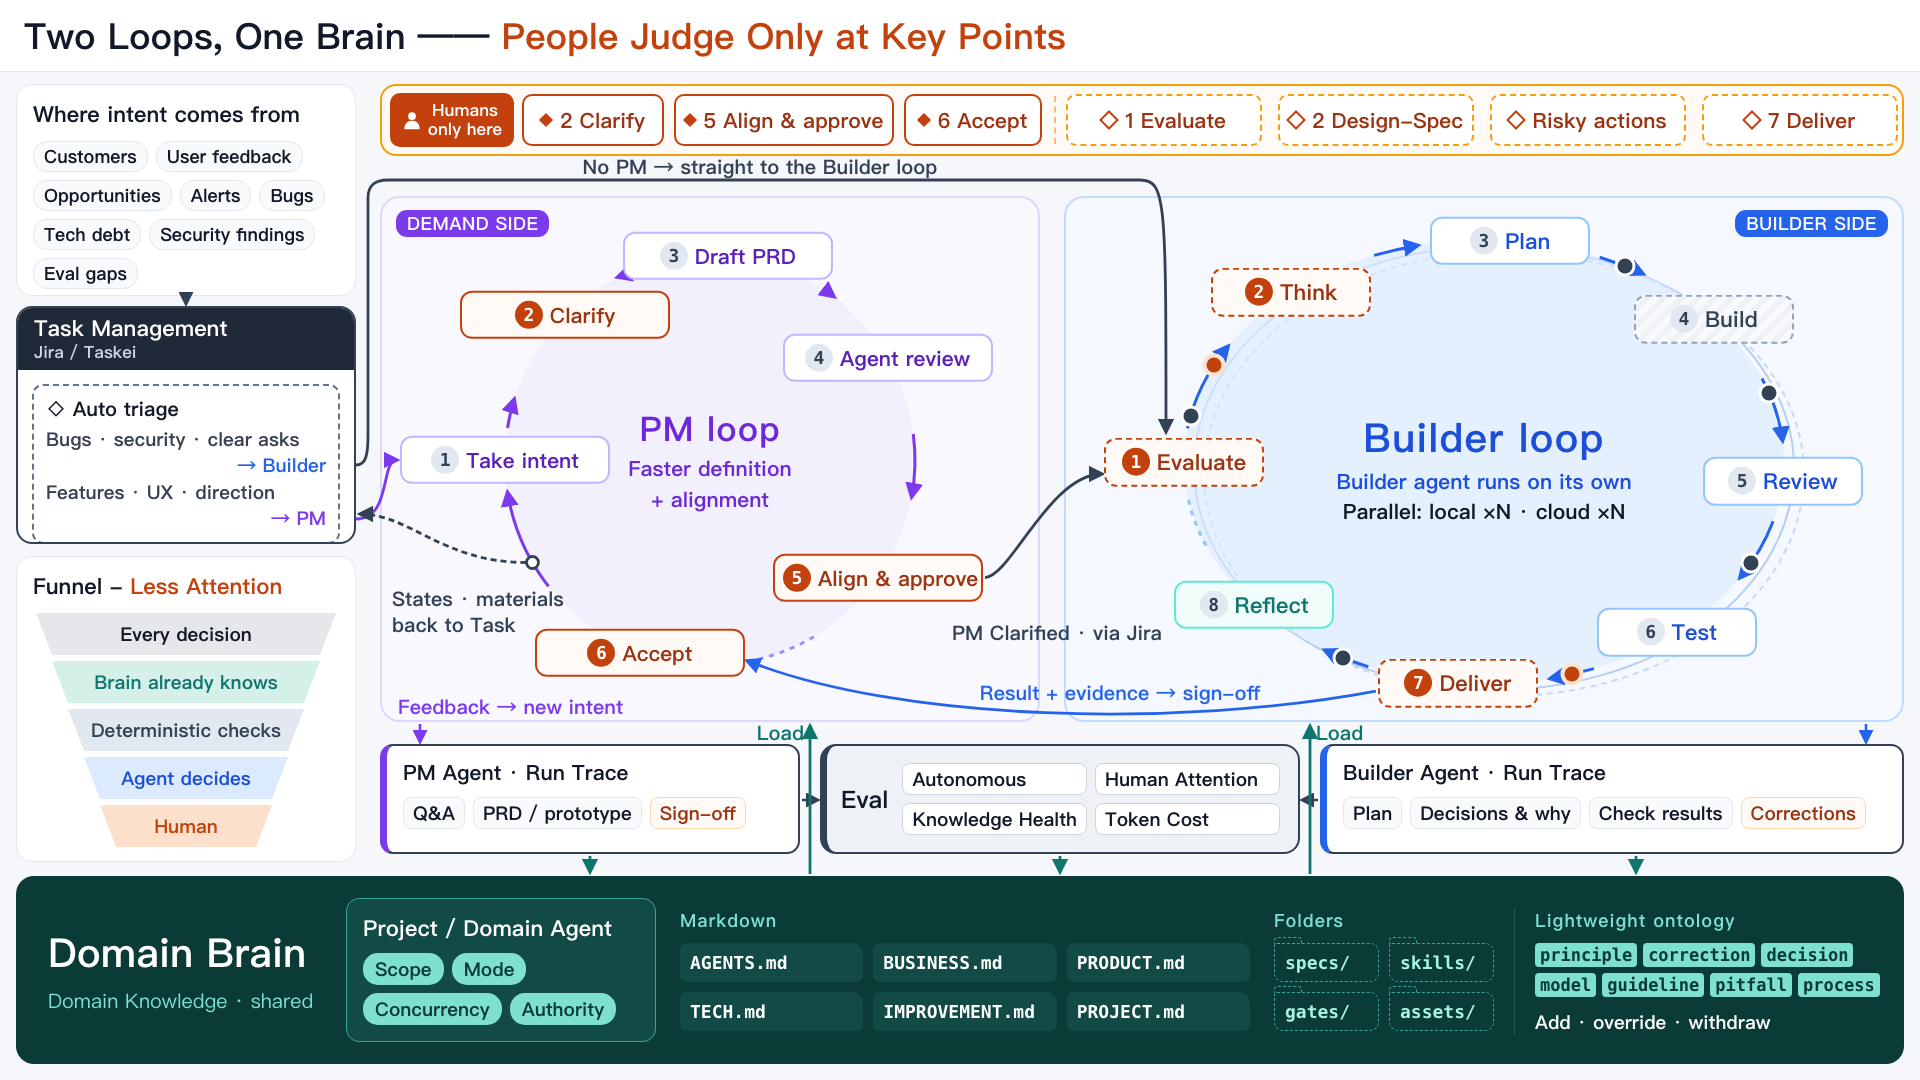 Two Loops, One Brain —— People Judge Only at Key Points
Where intent comes from
Customers
User feedback
Opportunities
Alerts
Bugs
Tech debt
Security findings
Eval gaps
Task Management
Jira / Taskei
◇ Auto triage
Bugs · security · clear asks
→ Builder
Features · UX · direction
→ PM
Funnel – Less Attention
Every decision
Brain already knows
Deterministic checks
Agent decides
Human
Humans
only here
◆ 2 Clarify
◆ 5 Align & approve
◆ 6 Accept
◇ 1 Evaluate
◇ 2 Design-Spec
◇ Risky actions
◇ 7 Deliver
No PM → straight to the Builder loop
DEMAND SIDE
3 Draft PRD
2 Clarify
4 Agent review
1 Take intent
PM loop
Faster definition
+ alignment
5 Align & approve
States · materials
back to Task
6 Accept
Feedback → new intent
PM Clarified · via Jira
Result + evidence → sign-off
BUILDER SIDE
3 Plan
2 Think
4 Build
1 Evaluate
Builder loop
Builder agent runs on its own
Parallel: local ×N · cloud ×N
5 Review
8 Reflect
6 Test
7 Deliver
Load
Load
PM Agent · Run Trace
Q&A
PRD / prototype
Sign-off
Eval
Autonomous
Human Attention
Knowledge Health
Token Cost
Builder Agent · Run Trace
Plan
Decisions & why
Check results
Corrections
Domain Brain
Domain Knowledge · shared
Project / Domain Agent
Scope
Mode
Concurrency
Authority
Markdown
AGENTS.md
BUSINESS.md
PRODUCT.md
TECH.md
IMPROVEMENT.md
PROJECT.md
Folders
specs/
skills/
gates/
assets/
Lightweight ontology
principle
correction
decision
model
guideline
pitfall
process
Add · override · withdraw